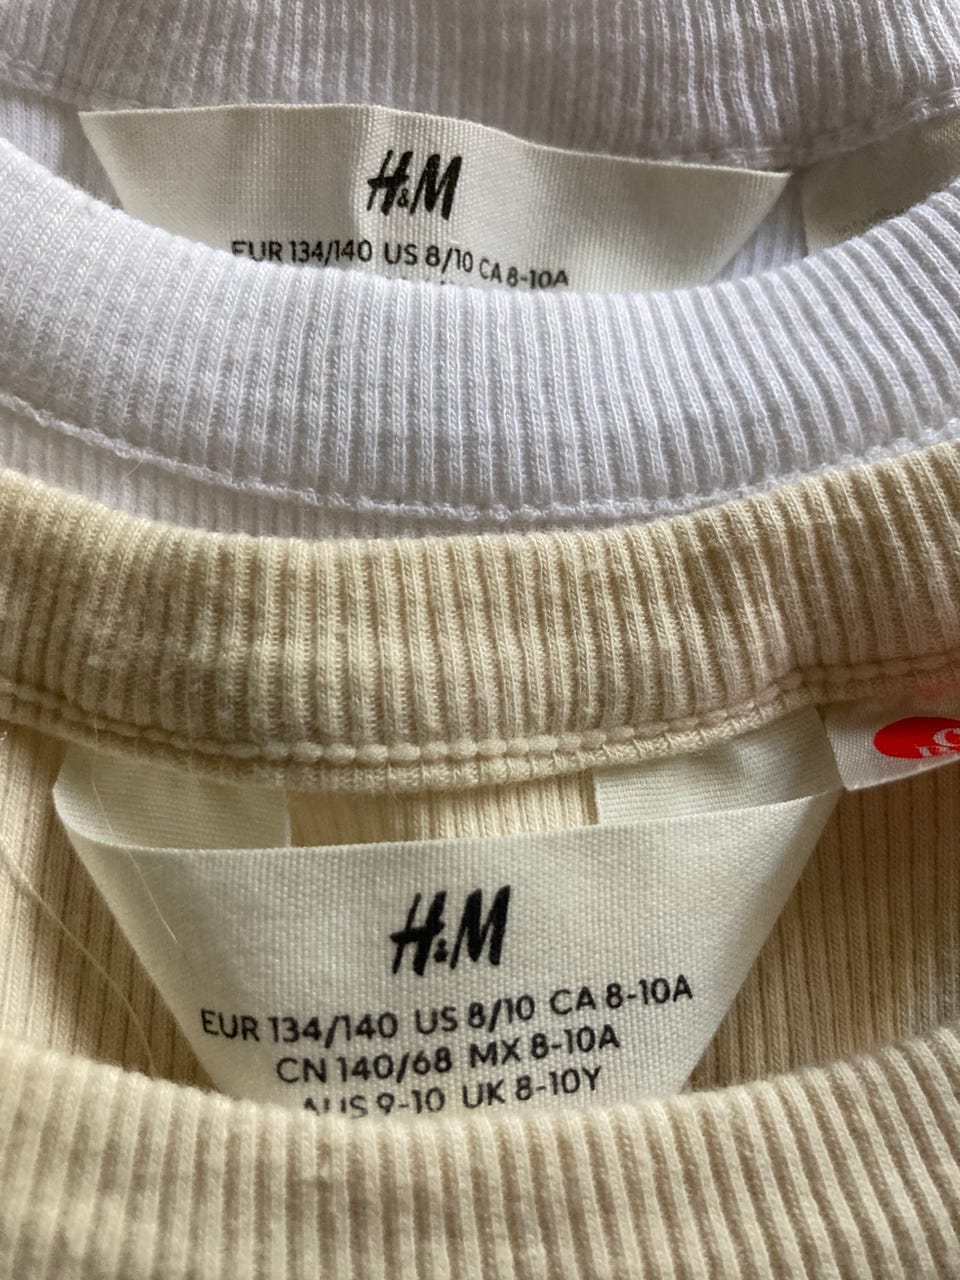 H&M
EUR 134/140 US 8/10 CA 8-10A
H&M
EUR 134/140 US 8/10 CA 8-10A
CN 140/68 MX 8-10A
AUS 9-10 UK 8-10Y